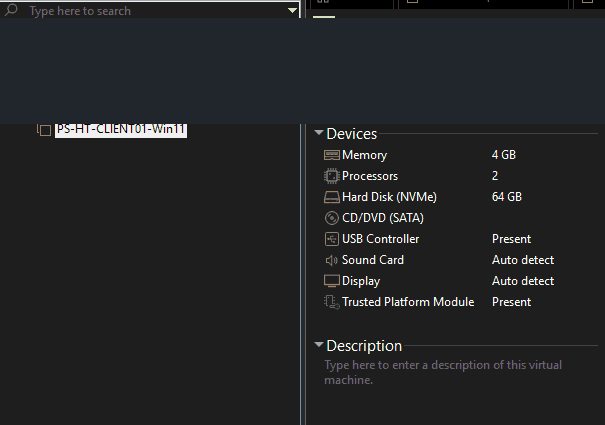 Type here to search
PS-HT-CLIENT01-Win11
Devices
Memory 4 GB
Processors 2
Hard Disk (NVMe) 64 GB
CD/DVD (SATA)
USB Controller Present
Sound Card Auto detect
Display Auto detect
Trusted Platform Module Present
Description
Type here to enter a description of this virtual
machine.